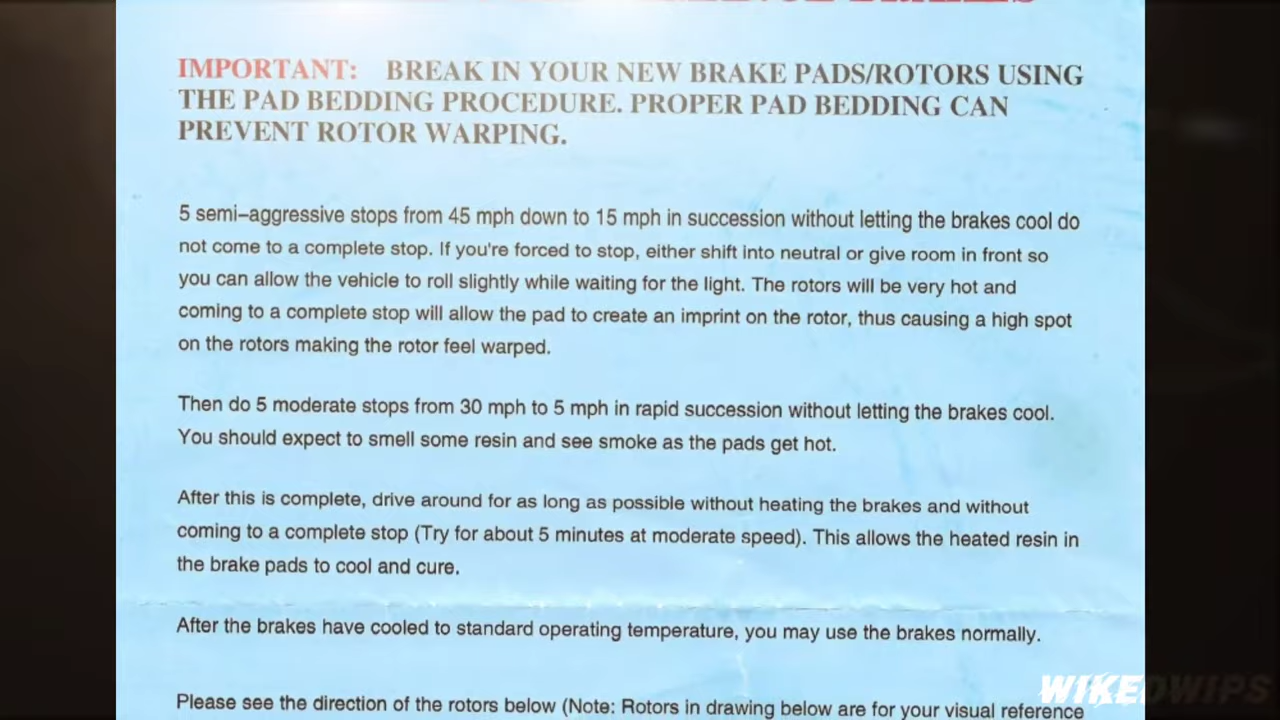 IMPORTANT: BREAK IN YOUR NEW BRAKE PADS/ROTORS USING
THE PAD BEDDING PROCEDURE. PROPER PAD BEDDING CAN
PREVENT ROTOR WARPING.
5 semi-aggressive stops from 45 mph down to 15 mph in succession without letting the brakes cool do
not come to a complete stop. If you're forced to stop, either shift into neutral or give room in front so
you can allow the vehicle to roll slightly while waiting for the light. The rotors will be very hot and
coming to a complete stop will allow the pad to create an imprint on the rotor, thus causing a high spot
on the rotors making the rotor feel warped.
Then do 5 moderate stops from 30 mph to 5 mph in rapid succession without letting the brakes cool.
You should expect to smell some resin and see smoke as the pads get hot.
After this is complete, drive around for as long as possible without heating the brakes and without
coming to a complete stop (Try for about 5 minutes at moderate speed). This allows the heated resin in
the brake pads to cool and cure.
After the brakes have cooled to standard operating temperature, you may use the brakes normally.
Please see the direction of the rotors below (Note: Rotors in drawing below are for your visual reference
WIKEDWIPS